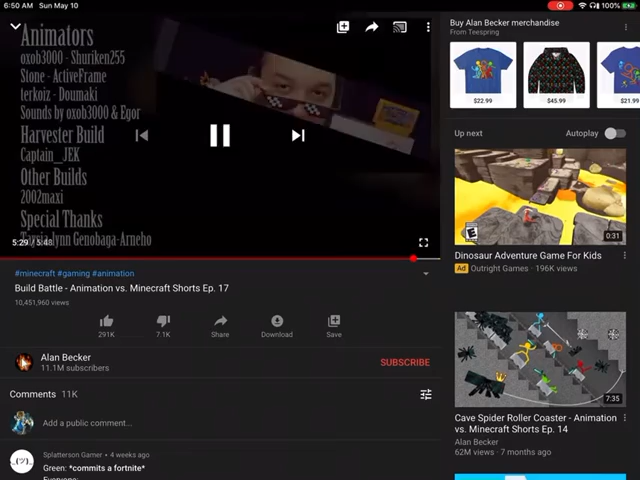 6:50 AM Sun May 10
100%
Animators
oxob3000 - Shuriken255
Stone - ActiveFrame
terkoiz - Doumaki
Sounds by oxob3000 & Egor
Harvester Build
Captain_JEK
Other Builds
2002maxi
Special Thanks
Lynn Genobaga-Arneho
5:29 / 5:48
#minecraft #gaming #animation
Build Battle - Animation vs. Minecraft Shorts Ep. 17
10,451,960 views
291K
7.1K
Share
Download
Save
Alan Becker
11.1M subscribers
SUBSCRIBE
Comments 11K
Add a public comment...
Splatterson Gamer • 4 weeks ago
Green: *commits a fortnite*
Everyone:
Buy Alan Becker merchandise
From Teespring
$22.99
$45.99
$21.99
Up next
Autoplay
E
0:31
Dinosaur Adventure Game For Kids
Ad Outright Games · 196K views
7:35
Cave Spider Roller Coaster - Animation
vs. Minecraft Shorts Ep. 14
Alan Becker
62M views · 7 months ago